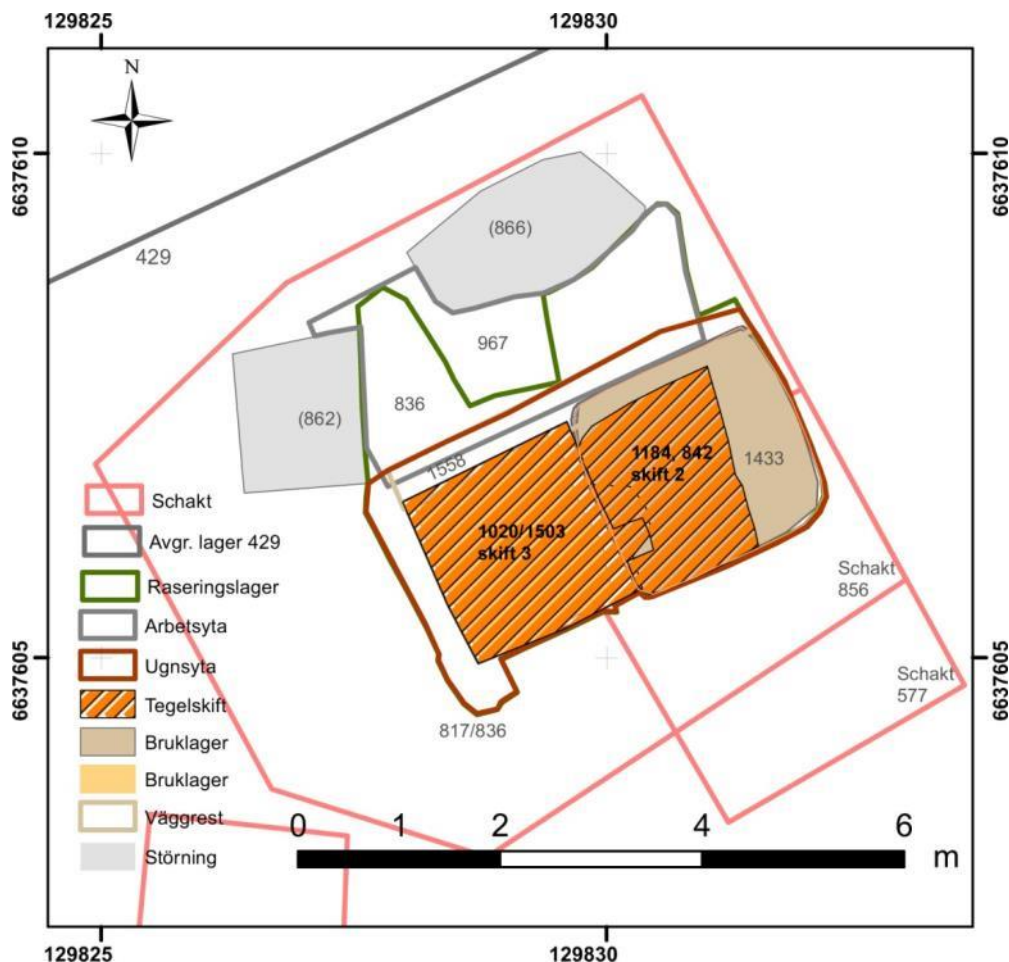 129825
129830
N
6637610
6637610
429
(866)
967
836
(862)
1558
1184, 842
skift 2
1433
1020/1503
skift 3
Schakt
856
Schakt
577
6637605
6637605
817/836
Schakt
Avgr. lager 429
Raseringslager
Arbetsyta
Ugnsyta
Tegelskift
Bruklager
Bruklager
Väggrest
Störning
0 1 2 4 6
m
129825
129830